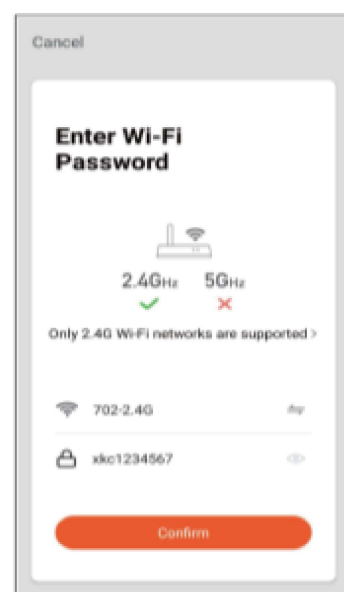 Cancel
Enter Wi-Fi
Password
2.4GHz 5GHz
Only 2.4G Wi-Fi networks are supported >
702-2.4G
xkc1234567
Confirm